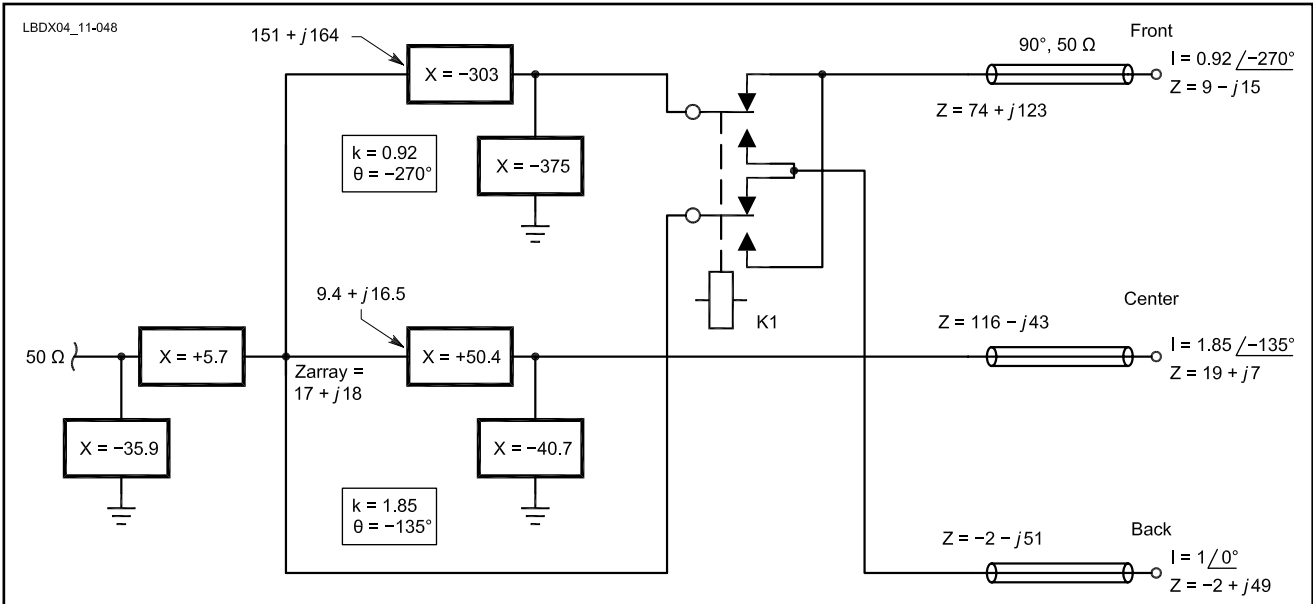 LBDX04_11-048
151 + j164
X = −303
k = 0.92
θ = −270°
X = −375
90°, 50 Ω
Front
I = 0.92 /−270°
Z = 9 − j15
Z = 74 + j123
K1
9.4 + j16.5
50 Ω
X = +5.7
Zarray =
17 + j18
X = +50.4
X = −35.9
X = −40.7
k = 1.85
θ = −135°
Center
Z = 116 − j43
I = 1.85 /−135°
Z = 19 + j7
Back
Z = −2 − j51
I = 1 /0°
Z = −2 + j49